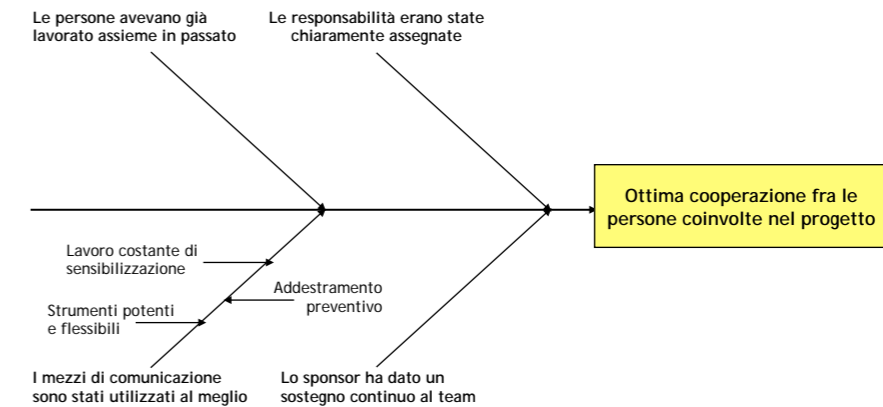 Le persone avevano già
lavorato assieme in passato
Le responsabilità erano state
chiaramente assegnate
Ottima cooperazione fra le
persone coinvolte nel progetto
Lavoro costante di
sensibilizzazione
Addestramento
preventivo
Strumenti potenti
e flessibili
I mezzi di comunicazione
sono stati utilizzati al meglio
Lo sponsor ha dato un
sostegno continuo al team